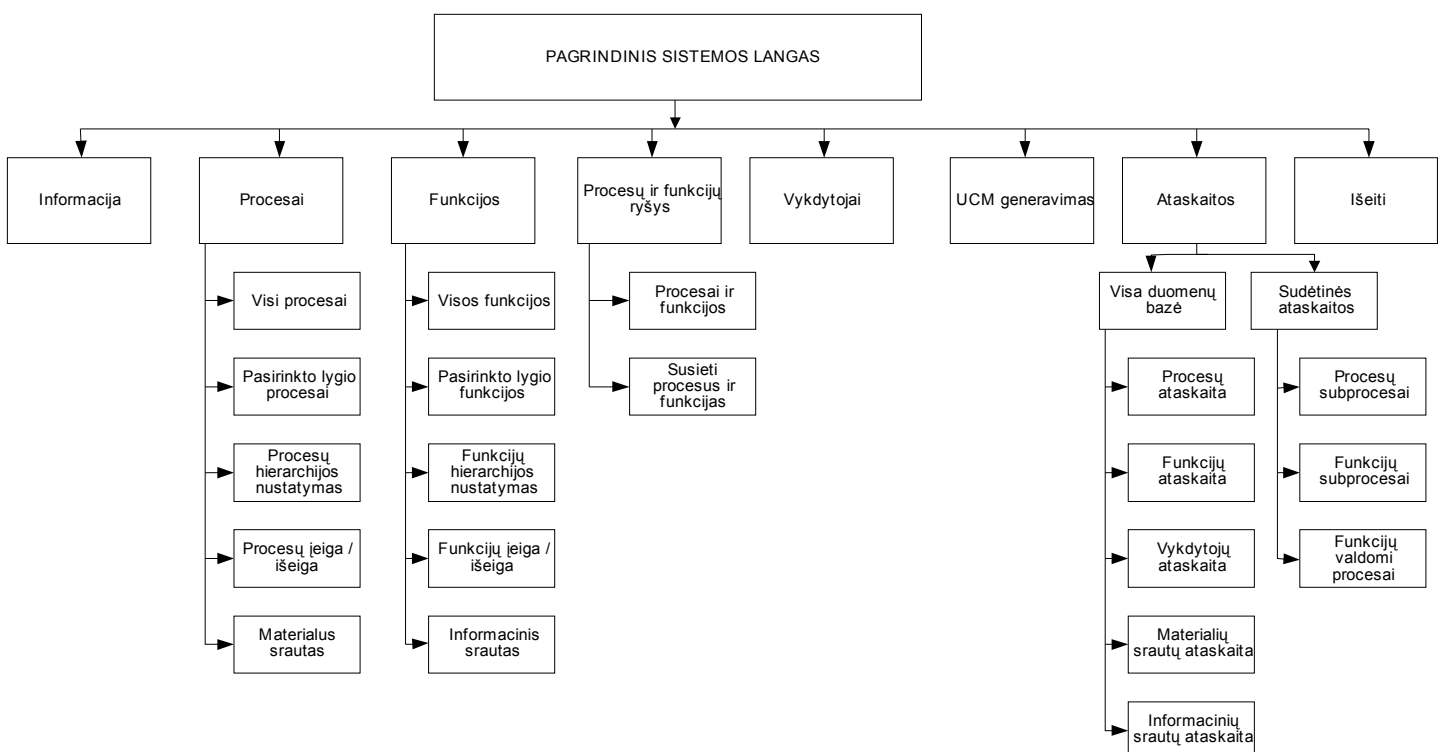 PAGRINDINIS SISTEMOS LANGAS
Informacija
Procesai
Funkcijos
Procesų ir funkcijų
ryšys
Vykdytojai
UCM generavimas
Ataskaitos
Išeiti
Visi procesai
Pasirinkto lygio
procesai
Procesų
hierarchijos
nustatymas
Procesų įeiga /
išeiga
Materialus
srautas
Visos funkcijos
Pasirinkto lygio
funkcijos
Funkcijų
hierarchijos
nustatymas
Funkcijų įeiga /
išeiga
Informacinis
srautas
Procesai ir
funkcijos
Susieti
procesus ir
funkcijas
Visa duomenų
bazė
Procesų
ataskaita
Funkcijų
ataskaita
Vykdytojų
ataskaita
Materialių
srautų ataskaita
Informacinių
srautų ataskaita
Sudėtinės
ataskaitos
Procesų
subprocesai
Funkcijų
subprocesai
Funkcijų
valdomi
procesai